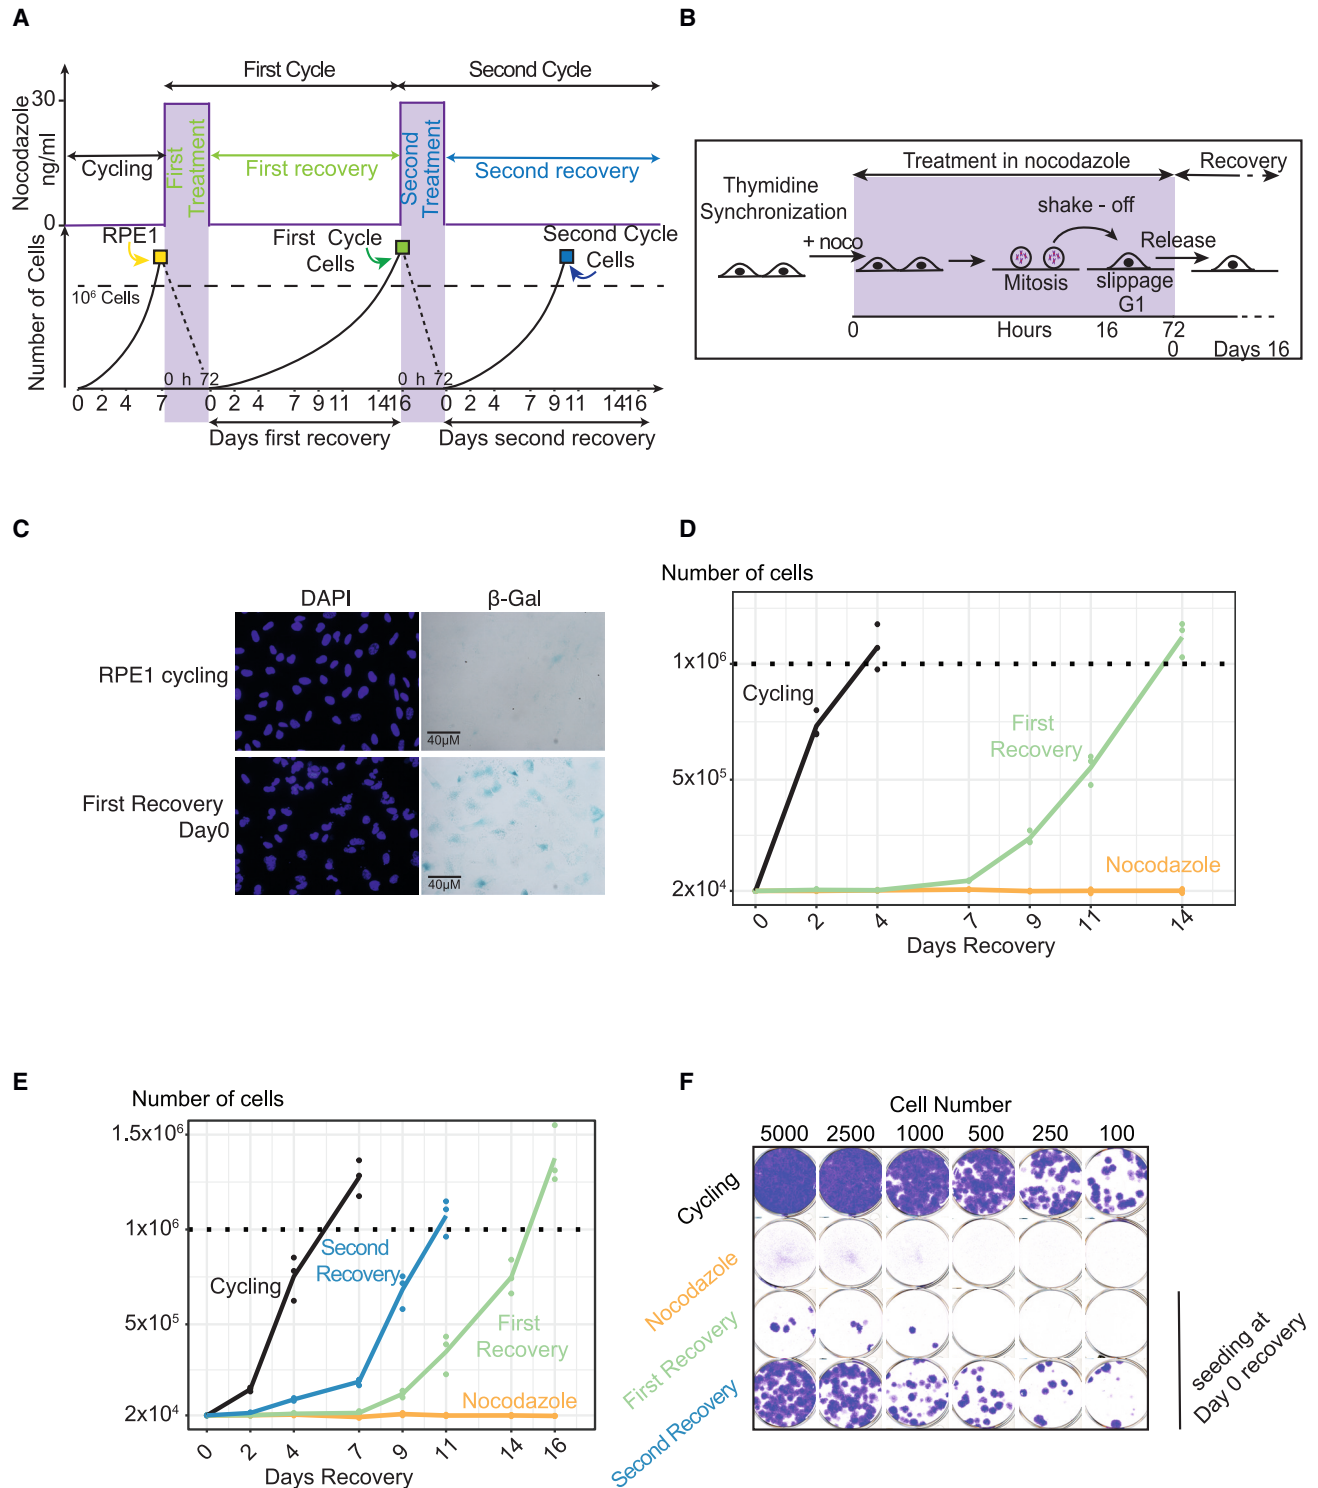 A
First Cycle
Second Cycle
Nocodazole
ng/ml
30
0
Cycling
First
Treatment
First recovery
Second
Treatment
Second recovery
Number of Cells
RPE1
First Cycle
Cells
Second Cycle
Cells
10⁶ Cells
0 h 72
0 h 72
0 2 4 7 0 2 4 7 9 11 14 16 0 2 4 7 9 11 14 16
Days first recovery
Days second recovery
B
Treatment in nocodazole
Recovery
Thymidine
Synchronization
shake - off
+ noco
Release
Mitosis
slippage
G1
0 Hours 16 72
0 Days 16
C
DAPI
β-Gal
RPE1 cycling
40µM
First Recovery
Day0
40µM
D
Number of cells
1x10⁶
Cycling
First
Recovery
5x10⁵
Nocodazole
2x10⁴
0 2 4 7 9 11 14
Days Recovery
E
Number of cells
1.5x10⁶
1x10⁶
Second
Recovery
Cycling
5x10⁵
First
Recovery
Nocodazole
2x10⁴
0 2 4 7 9 11 14 16
Days Recovery
F
Cell Number
5000 2500 1000 500 250 100
Cycling
Nocodazole
First Recovery
Second Recovery
seeding at
Day 0 recovery